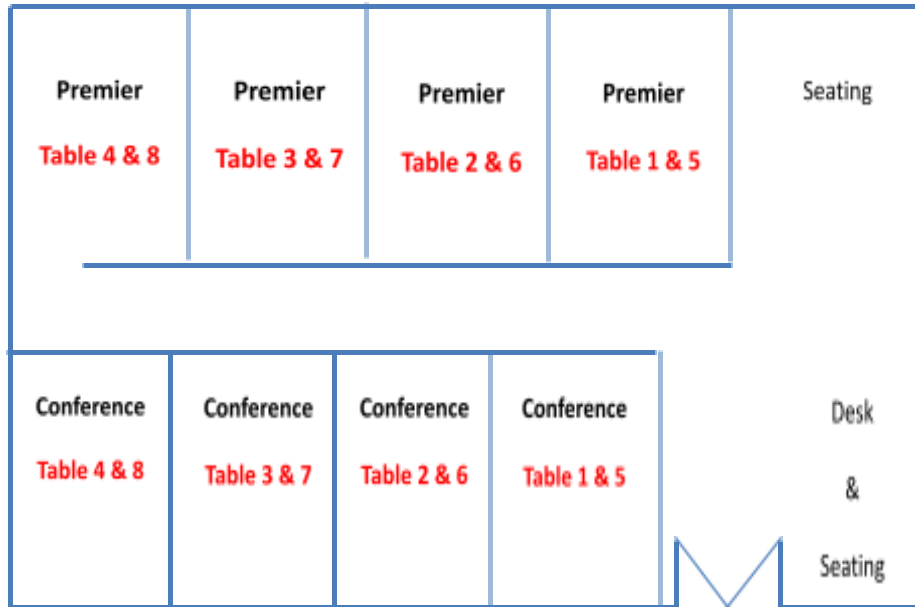 Premier
Table 4 & 8
Premier
Table 3 & 7
Premier
Table 2 & 6
Premier
Table 1 & 5
Seating
Conference
Table 4 & 8
Conference
Table 3 & 7
Conference
Table 2 & 6
Conference
Table 1 & 5
Desk
&
Seating